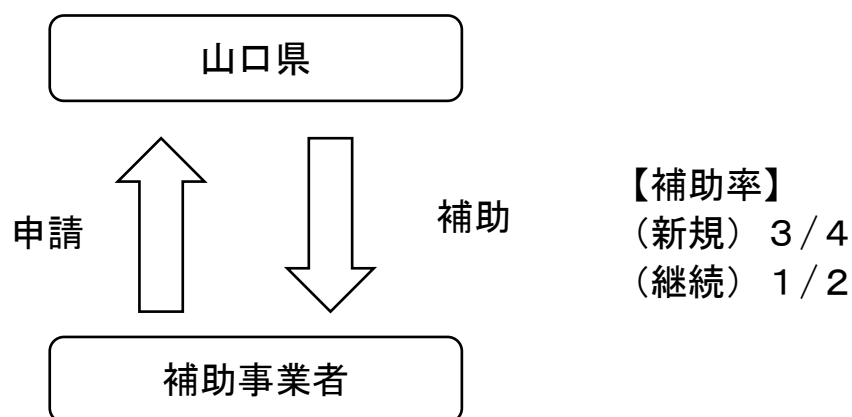 山口県
申請
補助
【補助率】
（新規）３/４
（継続）１/２
補助事業者